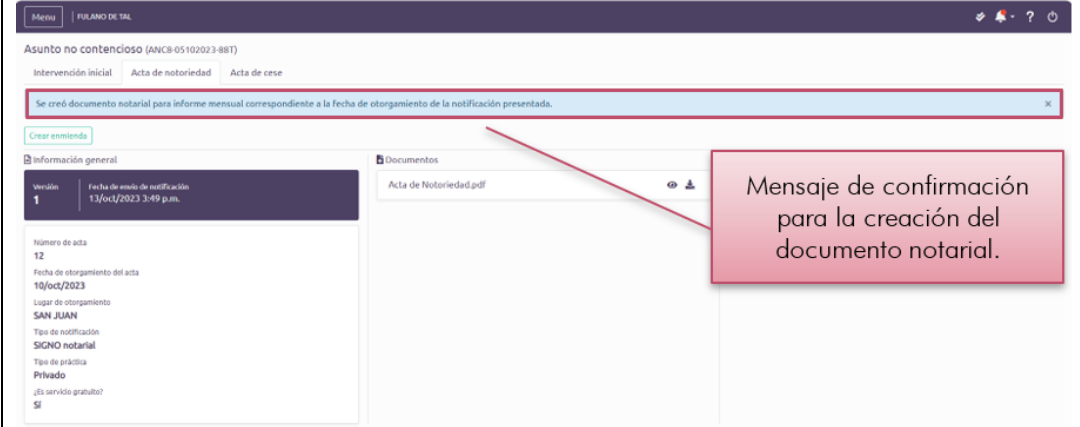 Menu FULANO DE TAL ?
Asunto no contencioso (ANC8-05102023-88T)
Intervención inicial Acta de notoriedad Acta de cese
Se creó documento notarial para informe mensual correspondiente a la fecha de otorgamiento de la notificación presentada. ×
Crear enmienda
Información general
Versión Fecha de envío de notificación
1 13/oct/2023 3:49 p.m.
Número de acta
12
Fecha de otorgamiento del acta
10/oct/2023
Lugar de otorgamiento
SAN JUAN
Tipo de notificación
SIGNO notarial
Tipo de práctica
Privado
¿Es servicio gratuito?
Sí
Documentos
Acta de Notoriedad.pdf
Mensaje de confirmación
para la creación del
documento notarial.